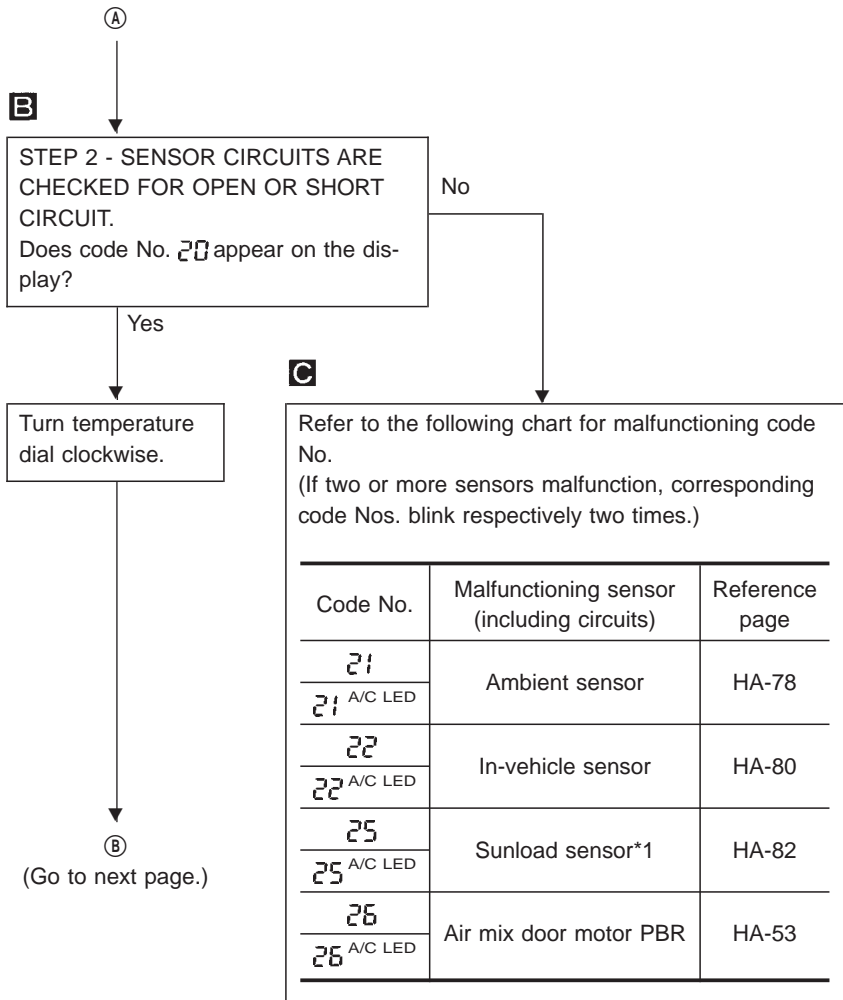 Ⓐ
B
STEP 2 - SENSOR CIRCUITS ARE
CHECKED FOR OPEN OR SHORT
CIRCUIT.
Does code No. 20 appear on the dis-
play?
No
Yes
Turn temperature
dial clockwise.
Ⓑ
(Go to next page.)
C
Refer to the following chart for malfunctioning code
No.
(If two or more sensors malfunction, corresponding
code Nos. blink respectively two times.)
Code No. Malfunctioning sensor (including circuits) Reference page
21
21 A/C LED
Ambient sensor HA-78
22
22 A/C LED
In-vehicle sensor HA-80
25
25 A/C LED
Sunload sensor*1 HA-82
26
26 A/C LED
Air mix door motor PBR HA-53